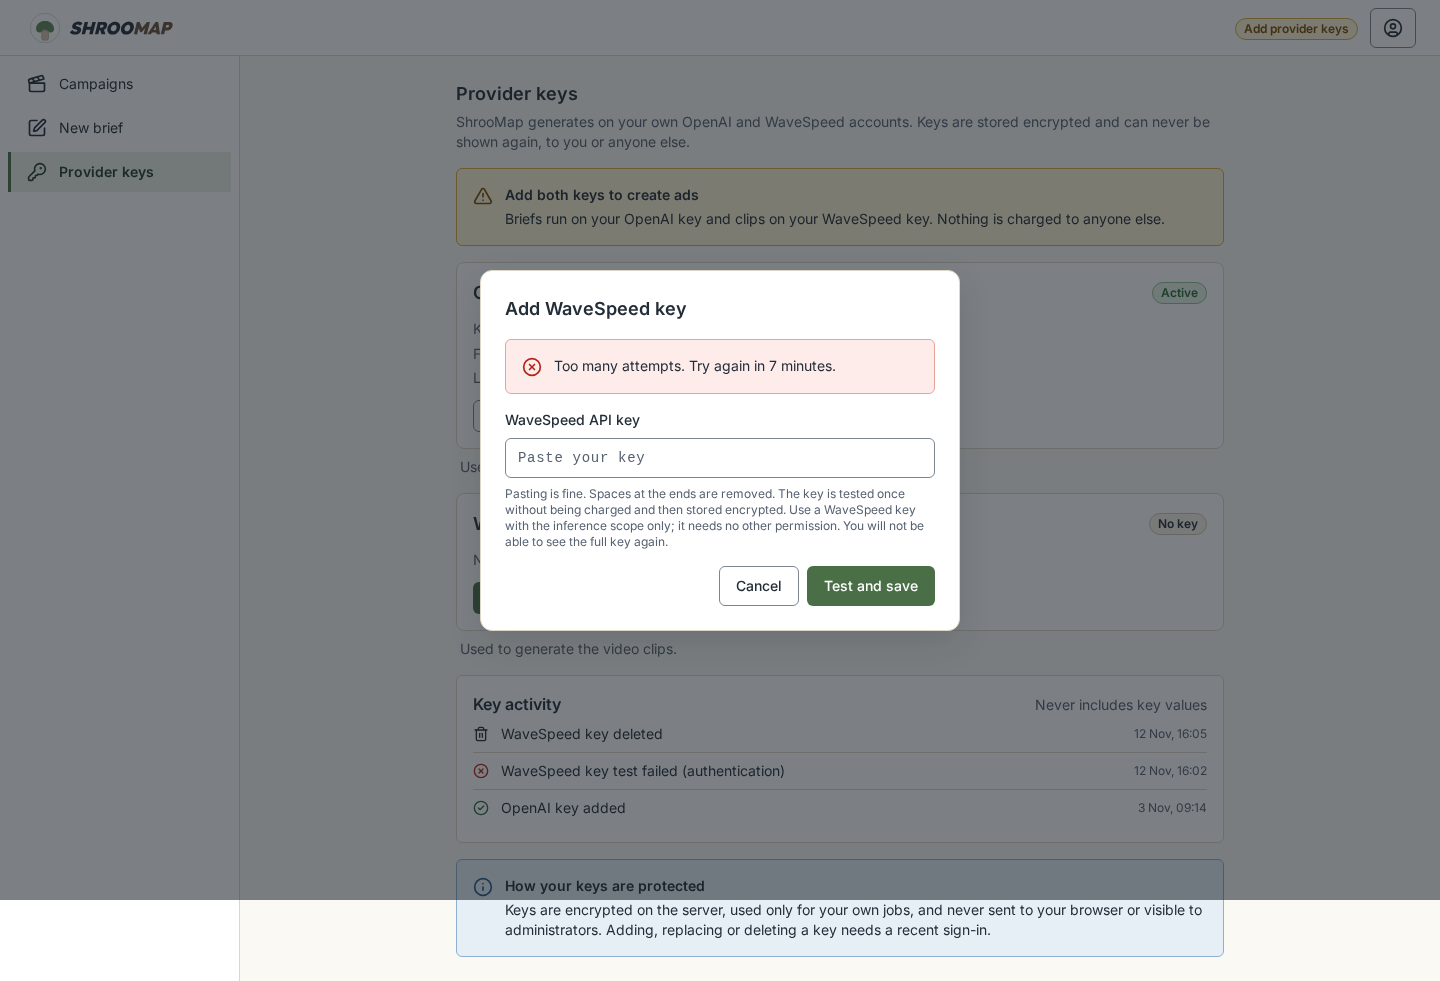 SHROOMAP
Add provider keys
Campaigns
New brief
Provider keys
Provider keys
ShrooMap generates on your own OpenAI and WaveSpeed accounts. Keys are stored encrypted and can never be
shown again, to you or anyone else.
Add both keys to create ads
Briefs run on your OpenAI key and clips on your WaveSpeed key. Nothing is charged to anyone else.
Active
Add WaveSpeed key
Too many attempts. Try again in 7 minutes.
WaveSpeed API key
Paste your key
Pasting is fine. Spaces at the ends are removed. The key is tested once
without being charged and then stored encrypted. Use a WaveSpeed key
with the inference scope only; it needs no other permission. You will not be
able to see the full key again.
Cancel
Test and save
No key
Used to generate the video clips.
Key activity
Never includes key values
WaveSpeed key deleted
12 Nov, 16:05
WaveSpeed key test failed (authentication)
12 Nov, 16:02
OpenAI key added
3 Nov, 09:14
How your keys are protected
Keys are encrypted on the server, used only for your own jobs, and never sent to your browser or visible to
administrators. Adding, replacing or deleting a key needs a recent sign-in.